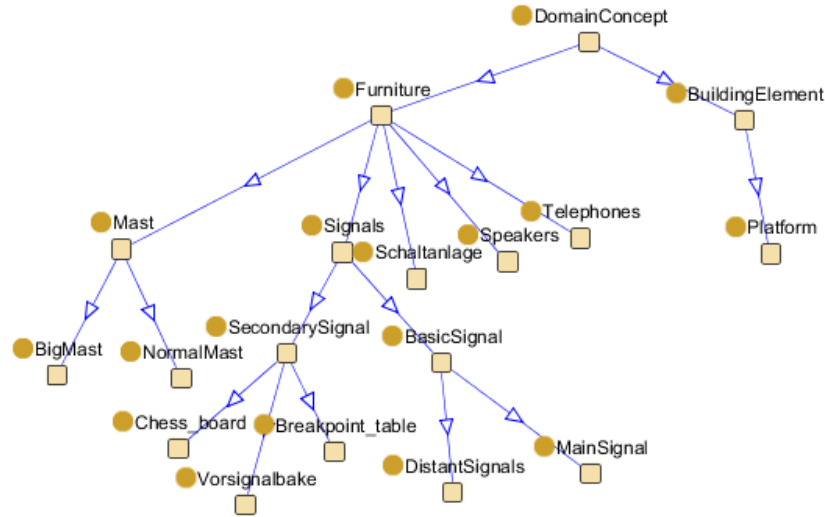 DomainConcept
Furniture
BuildingElement
Mast
Signals
Schaltanlage
Speakers
Telephones
Platform
BigMast
NormalMast
SecondarySignal
BasicSignal
Chess_board
Breakpoint_table
Vorsignalbake
DistantSignals
MainSignal